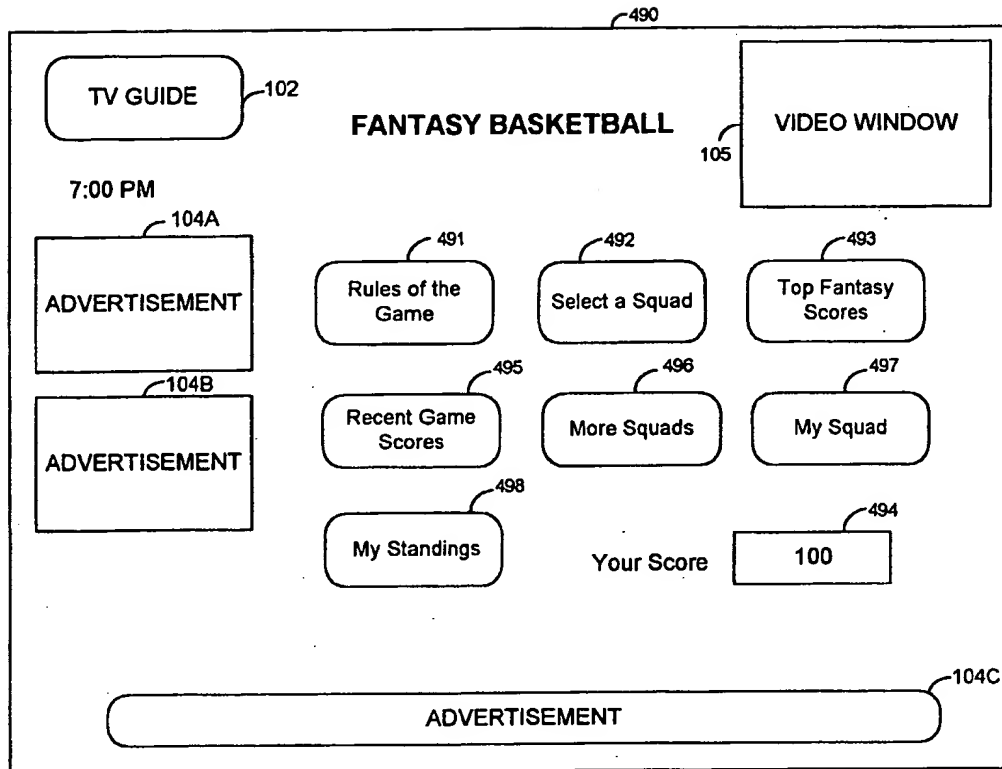 490
TV GUIDE
102
FANTASY BASKETBALL
VIDEO WINDOW
105
7:00 PM
104A
ADVERTISEMENT
104B
ADVERTISEMENT
491
Rules of the
Game
492
Select a Squad
493
Top Fantasy
Scores
495
Recent Game
Scores
496
More Squads
497
My Squad
498
My Standings
Your Score
494
100
104C
ADVERTISEMENT